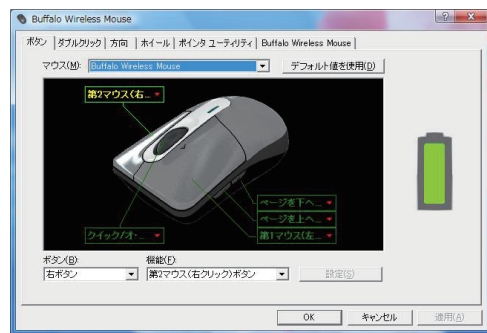 Buffalo Wireless Mouse
ボタン ダブルクリック 方向 ホイール ポインタ ユーティリティ Buffalo Wireless Mouse
マウス(M): Buffalo Wireless Mouse デフォルト値を使用(D)
第2マウス(右...
ページを下へ...
ページを上へ...
クイック/オ... 第1マウス(左...
ボタン(B): 機能(F):
右ボタン 第2マウス(右クリック)ボタン 設定(S)
OK キャンセル 適用(A)